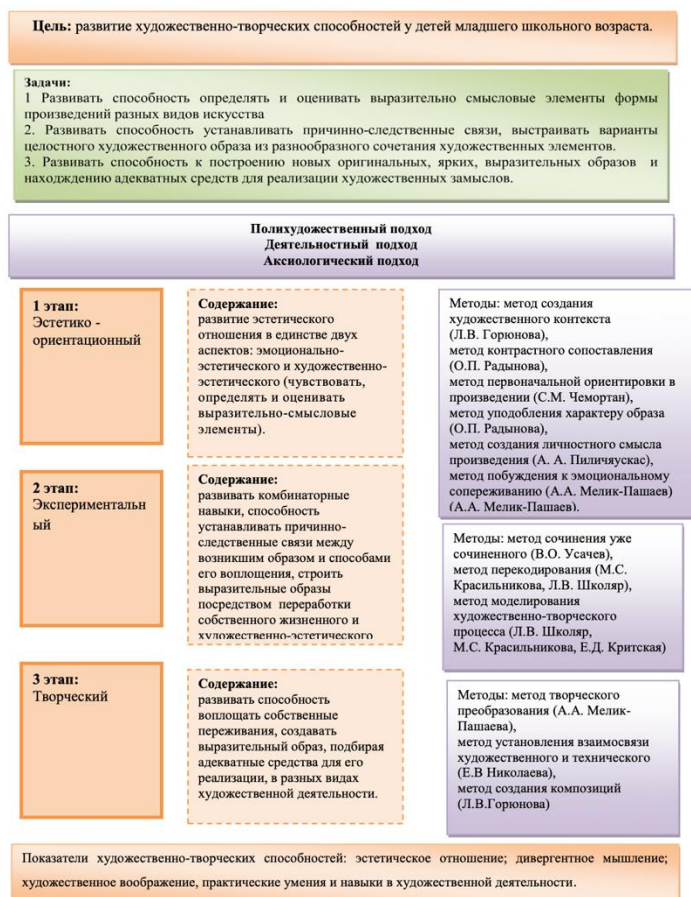 Цель: развитие художественно-творческих способностей у детей младшего школьного возраста.
Задачи:
1 Развивать способность определять и оценивать выразительно смысловые элементы формы
произведений разных видов искусства
2. Развивать способность устанавливать причинно-следственные связи, выстраивать варианты
целостного художественного образа из разнообразного сочетания художественных элементов.
3. Развивать способность к построению новых оригинальных, ярких, выразительных образов и
нахождению адекватных средств для реализации художественных замыслов.
Полихудожественный подход
Деятельностный подход
Аксиологический подход
1 этап:
Эстетико -
ориентационный
Содержание:
развитие эстетического
отношения в единстве двух
аспектов: эмоционально-
эстетического и художественно-
эстетического (чувствовать,
определять и оценивать
выразительно-смысловые
элементы).
Методы: метод создания
художественного контекста
(Л.В. Горюнова),
метод контрастного сопоставления
(О.П. Радынова),
метод первоначальной ориентировки в
произведении (С.М. Чемортан),
метод уподобления характеру образа
(О.П. Радынова),
метод создания личностного смысла
произведения (А. А. Пиличяускас),
метод побуждения к эмоциональному
сопереживанию (А.А. Мелик-Пашаев)
(А.А. Мелик-Пашаев).
2 этап:
Экспериментальн
ый
Содержание:
развивать комбинаторные
навыки, способность
устанавливать причинно-
следственные связи между
возникшим образом и способами
его воплощения, строить
выразительные образы
посредством переработки
собственного жизненного и
художественно-эстетического
Методы: метод сочинения уже
сочиненного (В.О. Усачев),
метод перекодирования (М.С.
Красильникова, Л.В. Школяр),
метод моделирования
художественно-творческого
процесса (Л.В. Школяр,
М.С. Красильникова, Е.Д. Критская)
3 этап:
Творческий
Содержание:
развивать способность
воплощать собственные
переживания, создавать
выразительный образ, подбирая
адекватные средства для его
реализации, в разных видах
художественной деятельности.
Методы: метод творческого
преобразования (А.А. Мелик-
Пашаева),
метод установления взаимосвязи
художественного и технического
(Е.В Николаева),
метод создания композиций
(Л.В.Горюнова)
Показатели художественно-творческих способностей: эстетическое отношение; дивергентное мышление;
художественное воображение, практические умения и навыки в художественной деятельности.